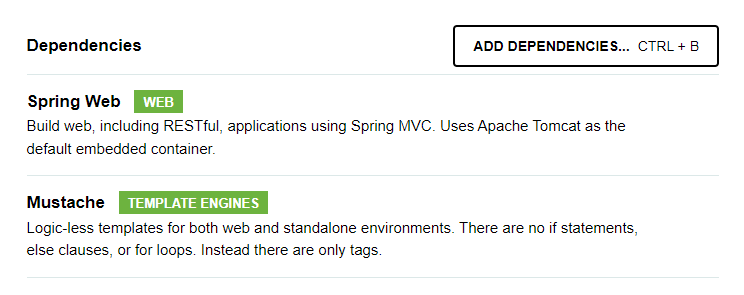 Dependencies
ADD DEPENDENCIES... CTRL + B
Spring Web WEB
Build web, including RESTful, applications using Spring MVC. Uses Apache Tomcat as the
default embedded container.
Mustache TEMPLATE ENGINES
Logic-less templates for both web and standalone environments. There are no if statements,
else clauses, or for loops. Instead there are only tags.